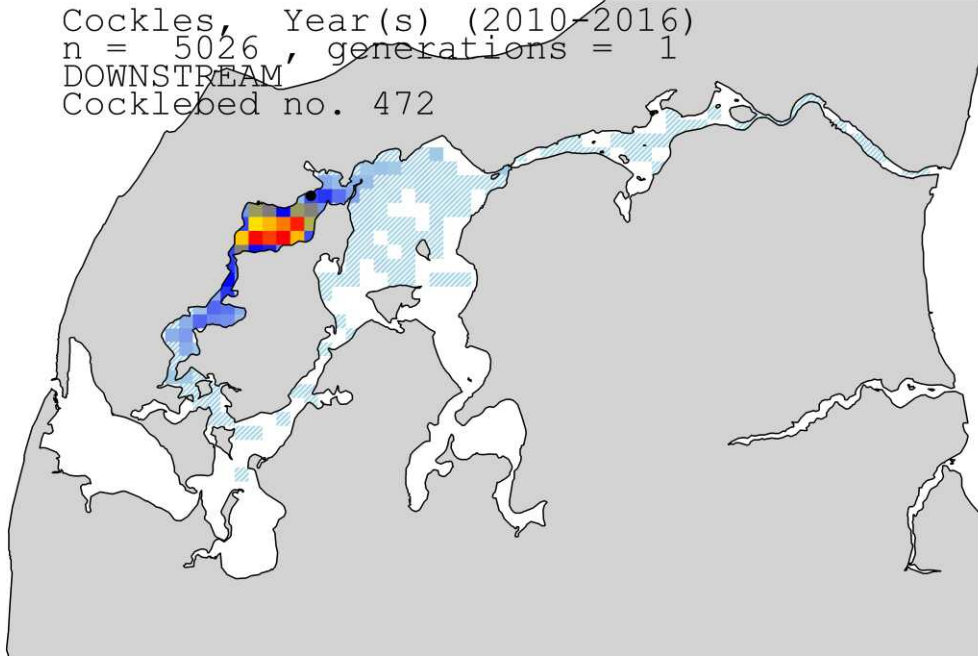 Cockles, Year(s) (2010-2016)
n = 5026 , generations = 1
DOWNSTREAM
Cocklebed no. 472